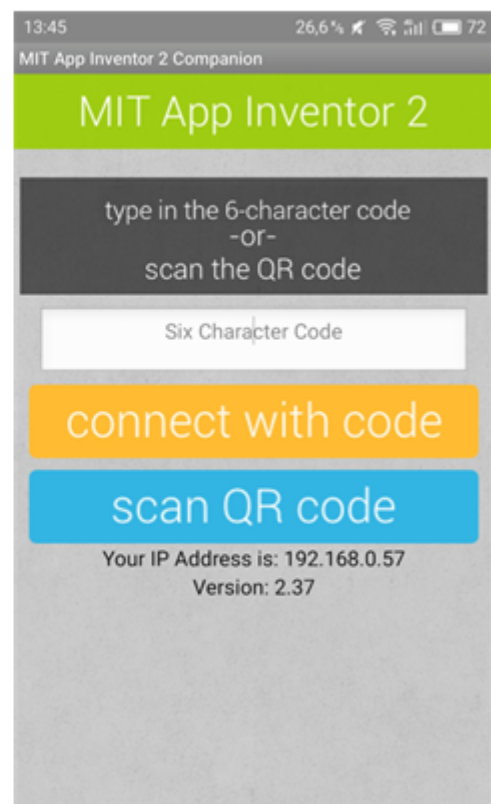 13:45 26,6% 72
MIT App Inventor 2 Companion
MIT App Inventor 2
type in the 6-character code
-or-
scan the QR code
Six Character Code
connect with code
scan QR code
Your IP Address is: 192.168.0.57
Version: 2.37